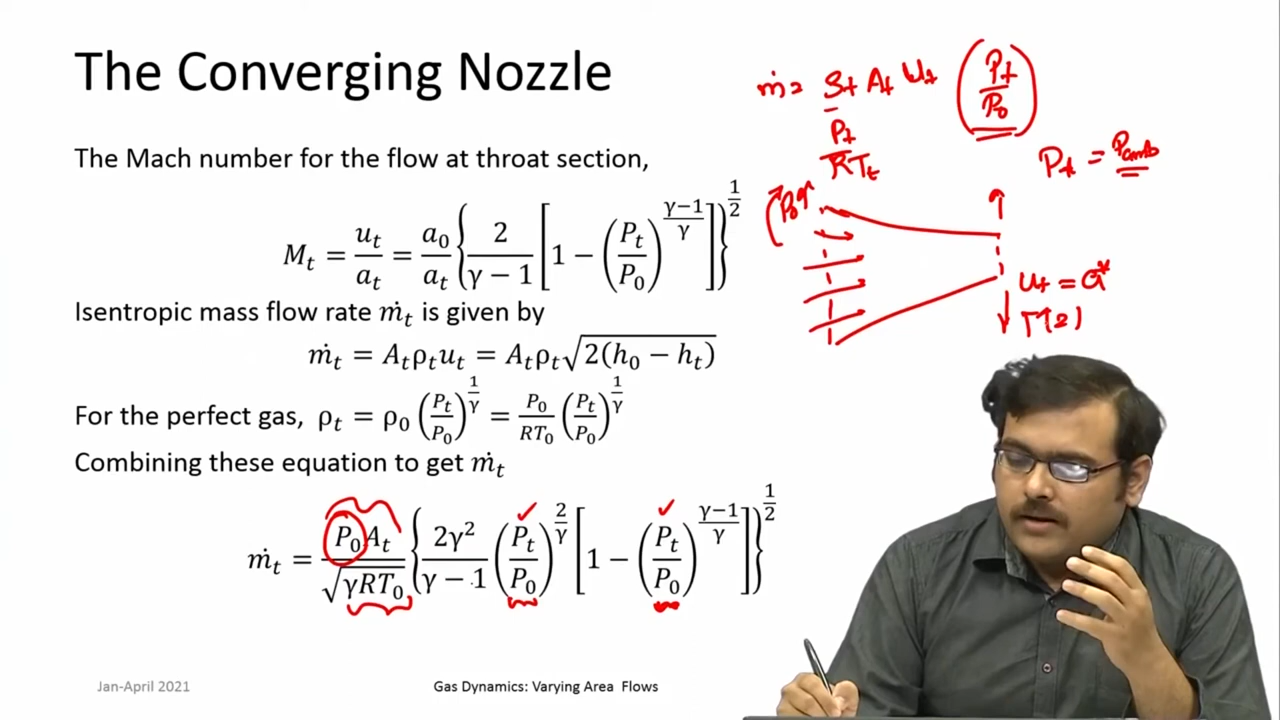 The Converging Nozzle
The Mach number for the flow at throat section,
M_t = u_t/a_t = a_0/a_t {2/(γ−1) [1 − (P_t/P_0)^((γ−1)/γ)]}^(1/2)
Isentropic mass flow rate ṁ_t is given by
ṁ_t = A_t ρ_t u_t = A_t ρ_t √(2(h_0 − h_t))
For the perfect gas, ρ_t = ρ_0 (P_t/P_0)^(1/γ) = P_0/(RT_0) (P_t/P_0)^(1/γ)
Combining these equation to get ṁ_t
ṁ_t = P_0 A_t/√(γRT_0) {2γ²/(γ − 1) (P_t/P_0)^(2/γ) [1 − (P_t/P_0)^((γ−1)/γ)]}^(1/2)
ṁ = ρ_t A_t u_t (P_t/P_0)
P_t/RT_t
P_t = P_amb
P_0↑
u_t = a*
Jan-April 2021
Gas Dynamics: Varying Area Flows